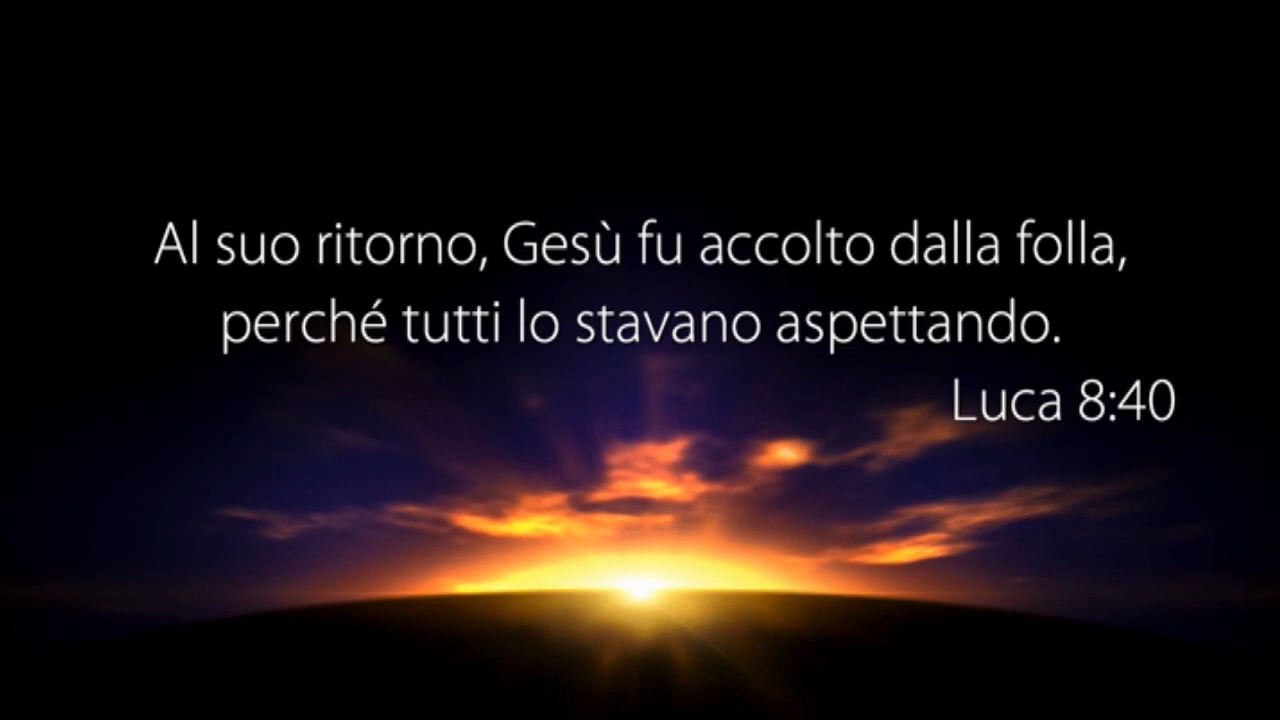 Al suo ritorno, Gesù fu accolto dalla folla,
perché tutti lo stavano aspettando.
Luca 8:40